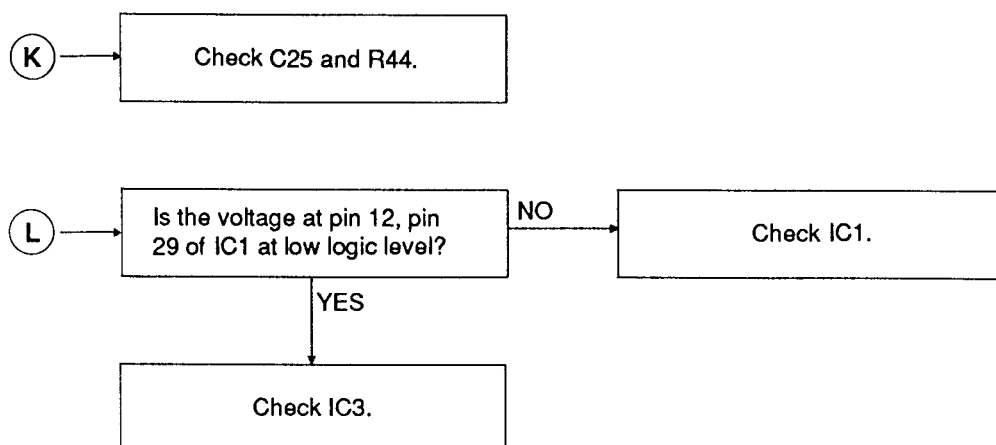 K
Check C25 and R44.
L
Is the voltage at pin 12, pin
29 of IC1 at low logic level?
NO
Check IC1.
YES
Check IC3.